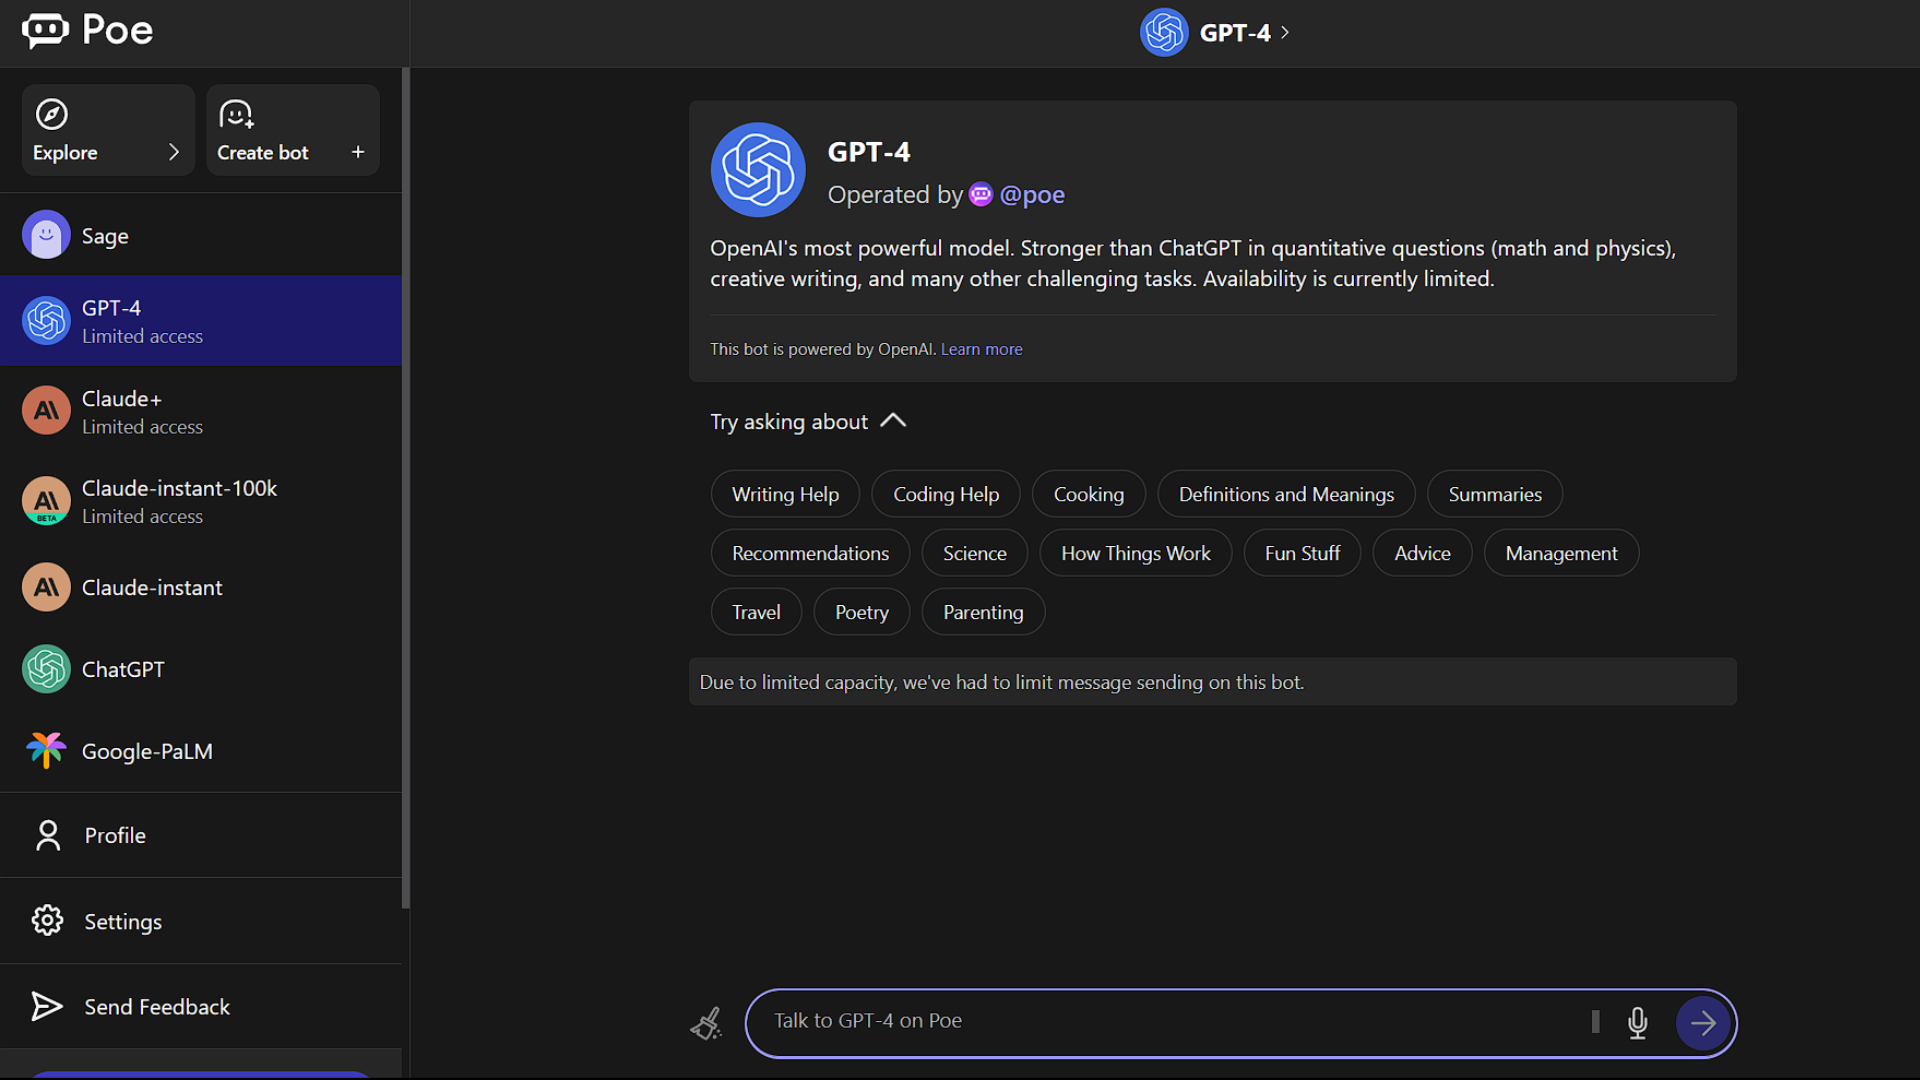 Poe
GPT-4
Explore
Create bot
Sage
GPT-4
Limited access
Claude+
Limited access
Claude-instant-100k
Limited access
BETA
Claude-instant
ChatGPT
Google-PaLM
Profile
Settings
Send Feedback
GPT-4
Operated by @poe
OpenAI's most powerful model. Stronger than ChatGPT in quantitative questions (math and physics),
creative writing, and many other challenging tasks. Availability is currently limited.
This bot is powered by OpenAI. Learn more
Try asking about
Writing Help Coding Help Cooking Definitions and Meanings Summaries
Recommendations Science How Things Work Fun Stuff Advice Management
Travel Poetry Parenting
Due to limited capacity, we've had to limit message sending on this bot.
Talk to GPT-4 on Poe